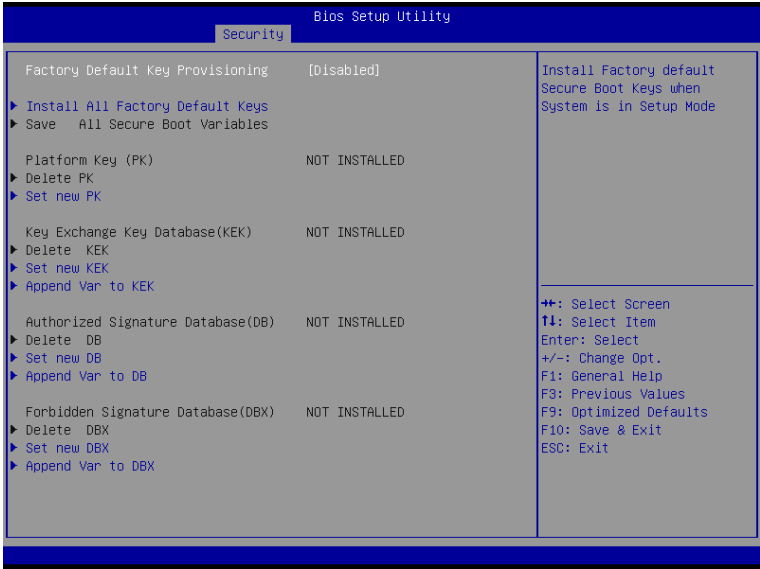 Bios Setup Utility
Security
Factory Default Key Provisioning [Disabled]
Install All Factory Default Keys
Save All Secure Boot Variables
Platform Key (PK) NOT INSTALLED
Delete PK
Set new PK
Key Exchange Key Database(KEK) NOT INSTALLED
Delete KEK
Set new KEK
Append Var to KEK
Authorized Signature Database(DB) NOT INSTALLED
Delete DB
Set new DB
Append Var to DB
Forbidden Signature Database(DBX) NOT INSTALLED
Delete DBX
Set new DBX
Append Var to DBX
Install Factory default
Secure Boot Keys when
System is in Setup Mode
→←: Select Screen
↑↓: Select Item
Enter: Select
+/-: Change Opt.
F1: General Help
F3: Previous Values
F9: Optimized Defaults
F10: Save & Exit
ESC: Exit